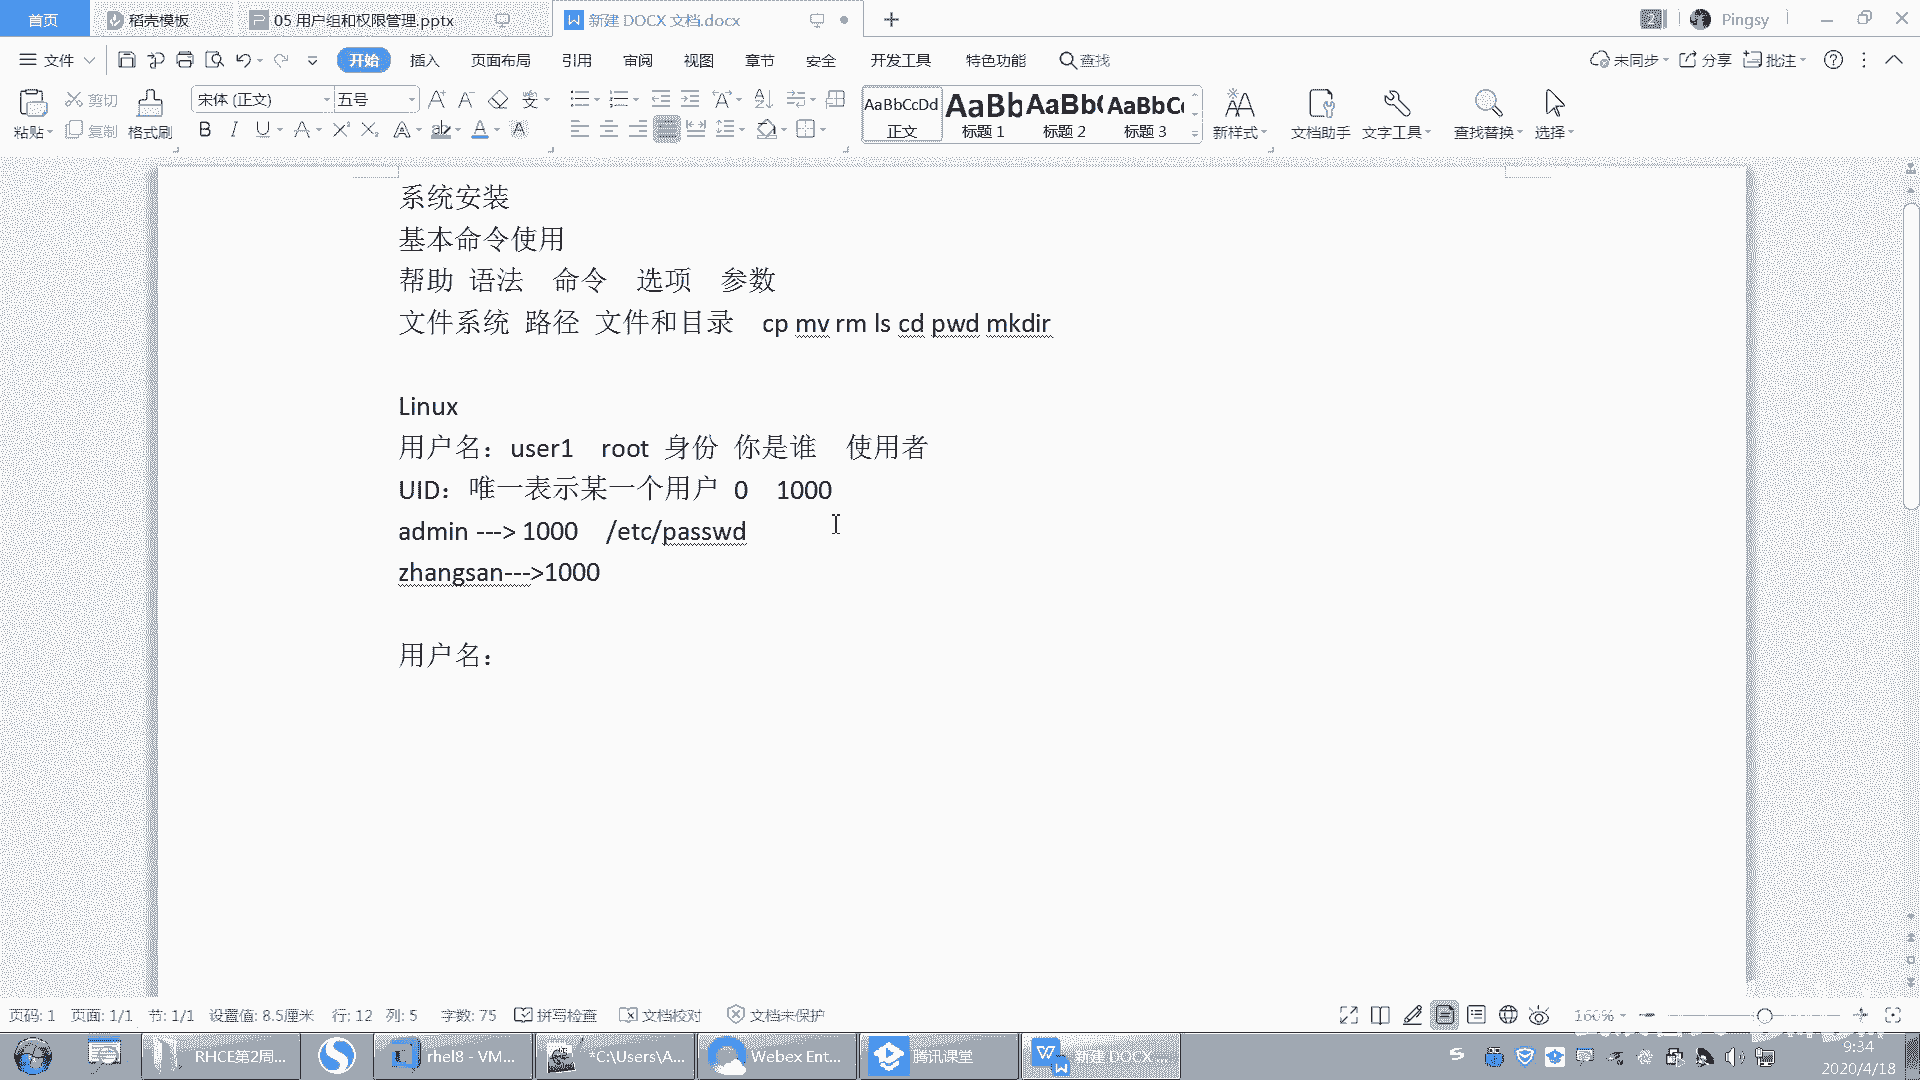 首页 稻壳模板 05 用户组和权限管理.pptx 新建 DOCX 文档.docx Pingsy
文件 开始 插入 页面布局 引用 审阅 视图 章节 安全 开发工具 特色功能 查找 未同步 分享 批注
粘贴 剪切 复制 格式刷 宋体 (正文) 五号 AaBbCcDd 正文 标题 1 标题 2 标题 3 新样式 文档助手 文字工具 查找替换 选择
系统安装
基本命令使用
帮助 语法 命令 选项 参数
文件系统 路径 文件和目录 cp mv rm ls cd pwd mkdir
Linux
用户名：user1 root 身份 你是谁 使用者
UID：唯一表示某一个用户 0 1000
admin ---> 1000 /etc/passwd
zhangsan--->1000
用户名：
页码: 1 页面: 1/1 节: 1/1 设置值: 8.5厘米 行: 12 列: 5 字数: 75 拼写检查 文档校对 文档未保护 160%
RHCE第2周... rhel8 - VM... *C:\Users\A... Webex Ent... 腾讯课堂 新建 DOCX ... 9:34
2020/4/18